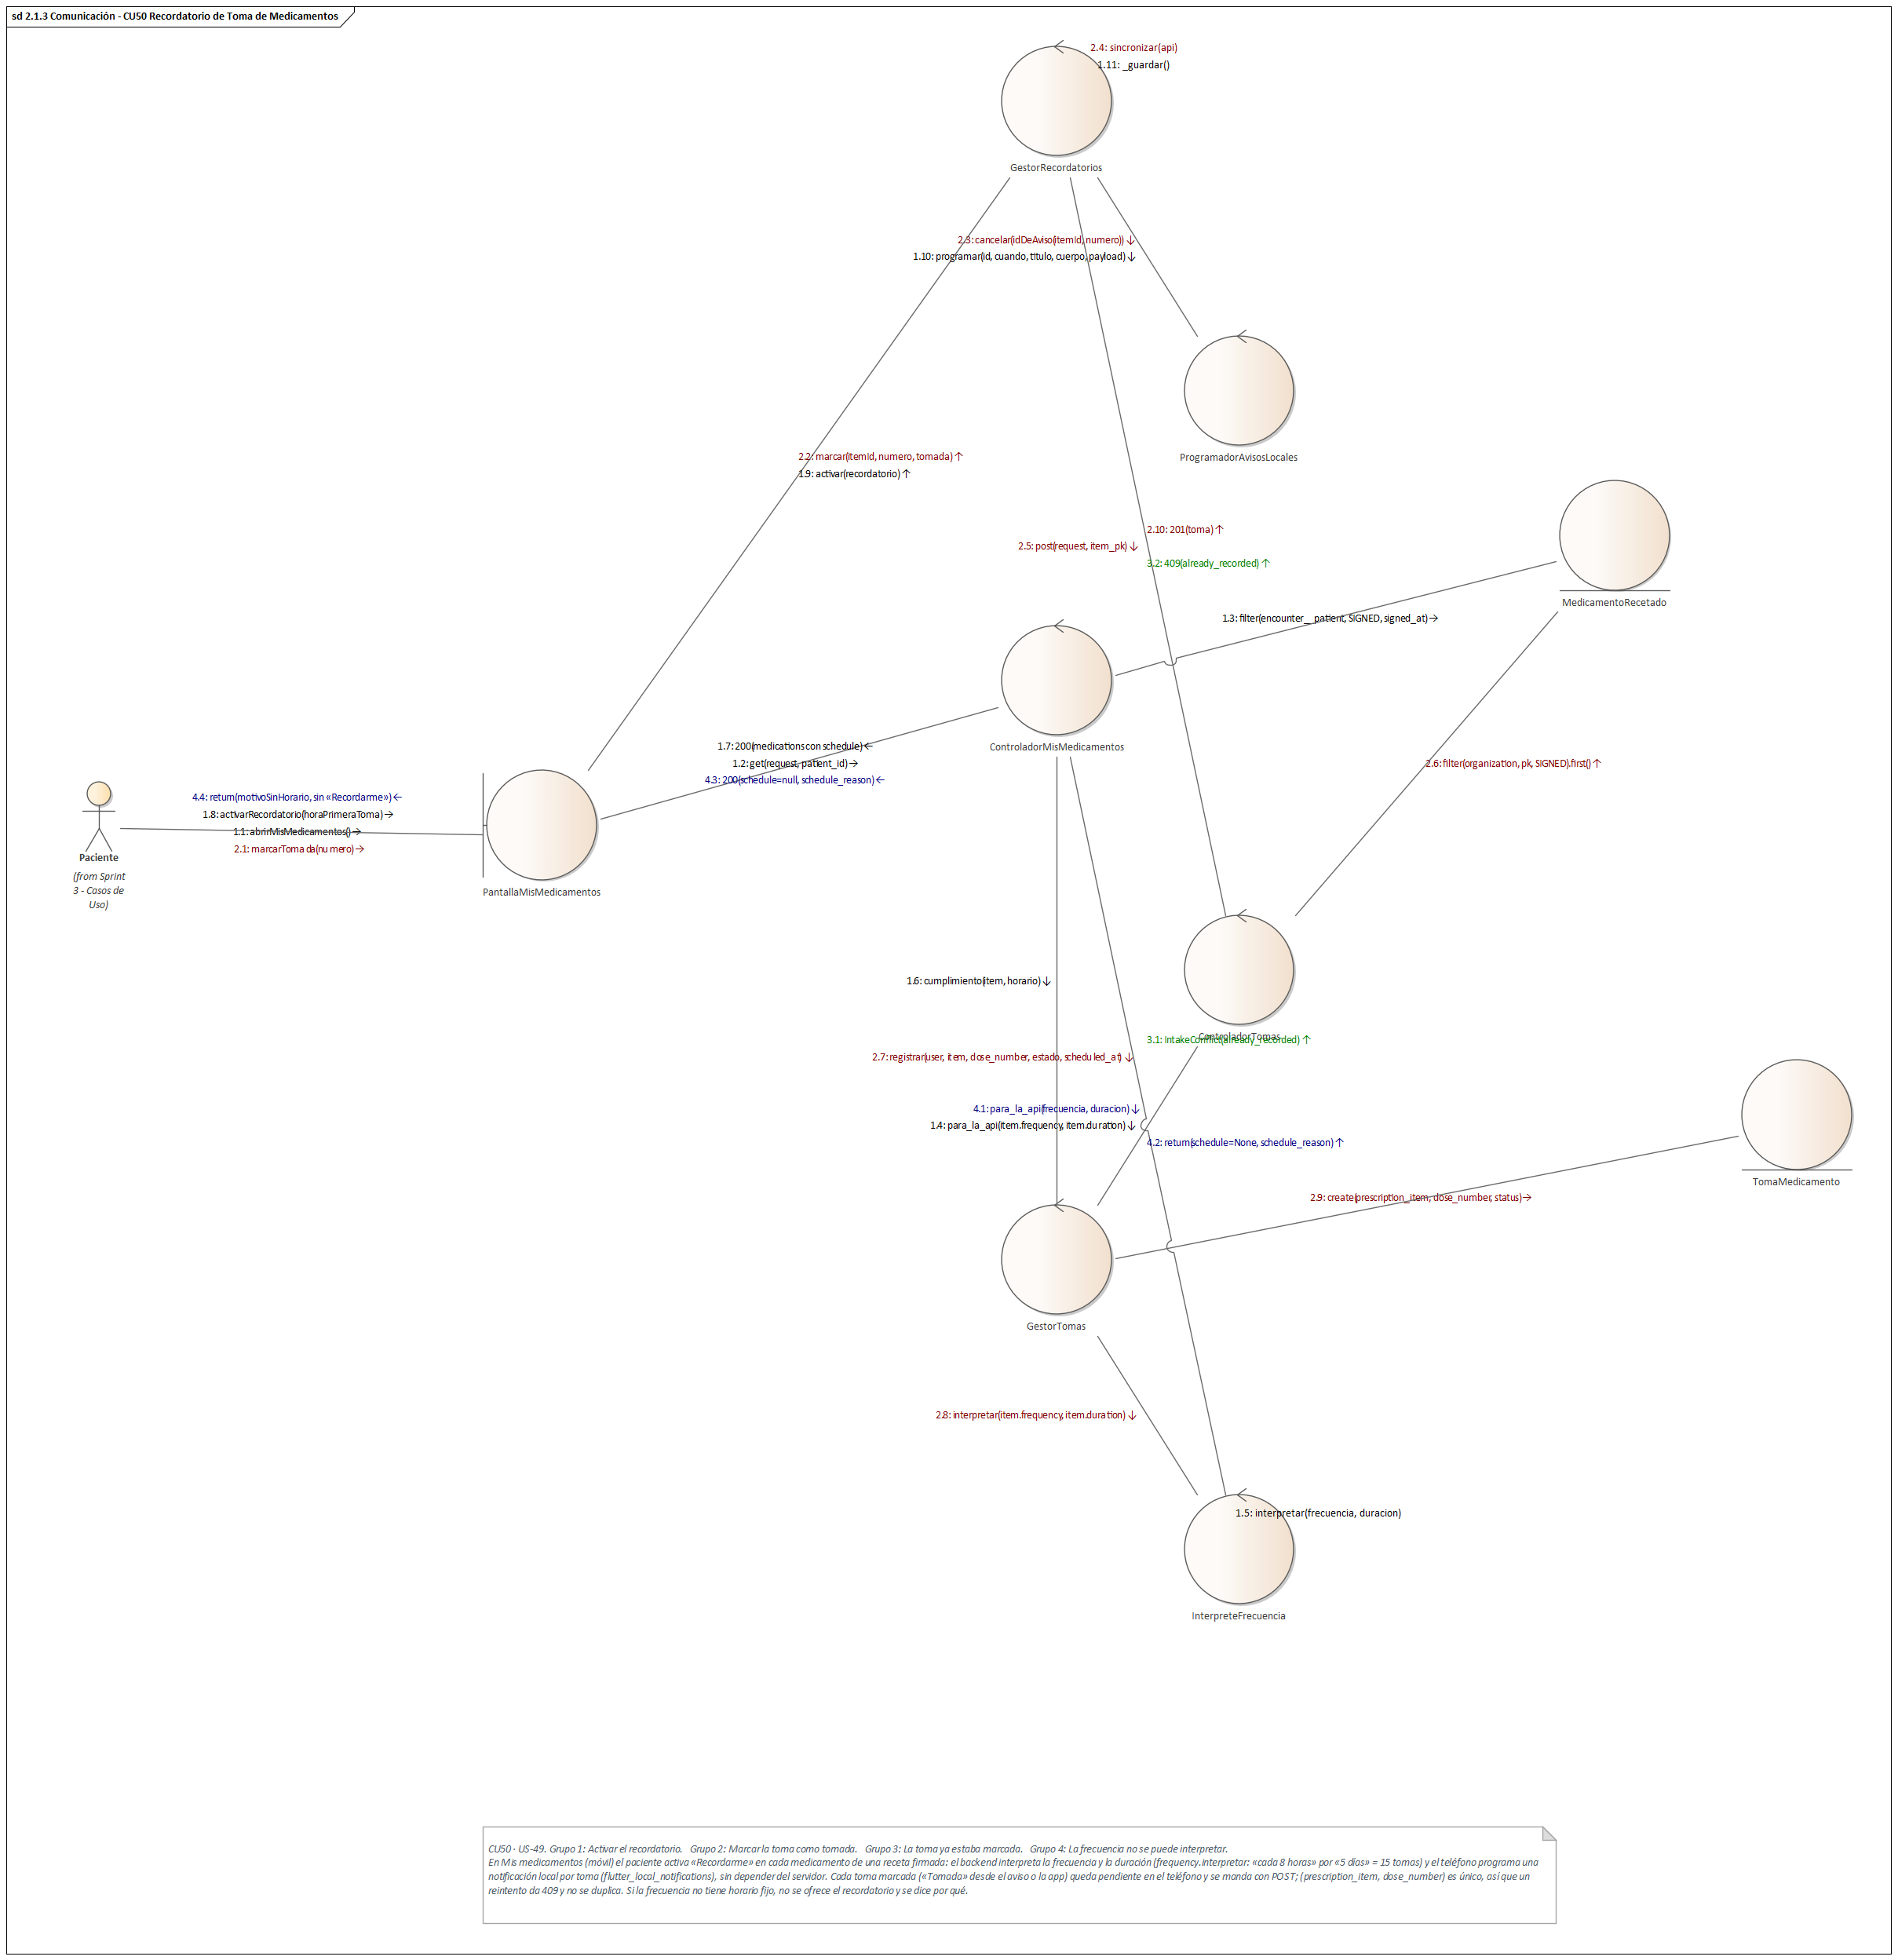 sd 2.1.3 Comunicación - CU50 Recordatorio de Toma de Medicamentos
2.4: sincronizar(api)
1.11: _guardar()
GestorRecordatorios
2.3: cancelar(idDeAviso(itemId, numero)) ↓
1.10: programar(id, cuando, titulo, cuerpo, payload) ↓
ProgramadorAvisosLocales
2.2: marcar(itemId, numero, tomada) ↑
1.9: activar(recordatorio) ↑
2.10: 201(toma) ↑
2.5: post(request, item_pk) ↓
3.2: 409(already_recorded) ↑
MedicamentoRecetado
1.3: filter(encounter__patient, SIGNED, signed_at) →
ControladorMisMedicamentos
1.7: 200(medications con schedule) ←
1.2: get(request, patient_id) →
4.3: 200(schedule=null, schedule_reason) ←
2.6: filter(organization, pk, SIGNED).first() ↑
4.4: return(motivoSinHorario, sin «Recordarme») ←
1.8: activarRecordatorio(horaPrimeraToma) →
1.1: abrirMisMedicamentos() →
2.1: marcarTomada(numero) →
Paciente
(from Sprint
3 - Casos de
Uso)
PantallaMisMedicamentos
1.6: cumplimiento(item, horario) ↓
ControladorTomas
3.1: IntakeConflict(already_recorded) ↑
2.7: registrar(user, item, dose_number, estado, scheduled_at) ↓
4.1: para_la_api(frecuencia, duracion) ↓
1.4: para_la_api(item.frequency, item.duration) ↓
4.2: return(schedule=None, schedule_reason) ↑
TomaMedicamento
2.9: create(prescription_item, dose_number, status) →
GestorTomas
2.8: interpretar(item.frequency, item.duration) ↓
1.5: interpretar(frecuencia, duracion)
InterpreteFrecuencia
CU50 · US-49. Grupo 1: Activar el recordatorio.   Grupo 2: Marcar la toma como tomada.   Grupo 3: La toma ya estaba marcada.   Grupo 4: La frecuencia no se puede interpretar.
En Mis medicamentos (móvil) el paciente activa «Recordarme» en cada medicamento de una receta firmada: el backend interpreta la frecuencia y la duración (frequency.interpretar: «cada 8 horas» por «5 días» = 15 tomas) y el teléfono programa una
notificación local por toma (flutter_local_notifications), sin depender del servidor. Cada toma marcada («Tomada» desde el aviso o la app) queda pendiente en el teléfono y se manda con POST; (prescription_item, dose_number) es único, así que un
reintento da 409 y no se duplica. Si la frecuencia no tiene horario fijo, no se ofrece el recordatorio y se dice por qué.